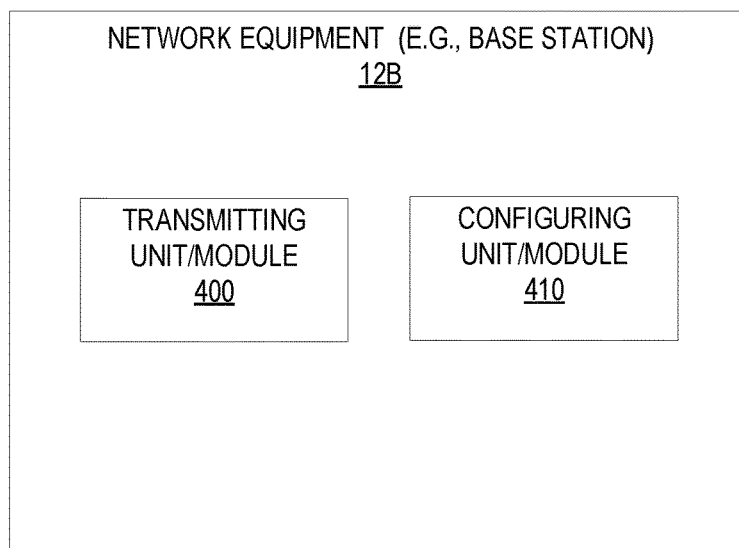 NETWORK EQUIPMENT (E.G., BASE STATION)
12B
TRANSMITTING
UNIT/MODULE
400
CONFIGURING
UNIT/MODULE
410